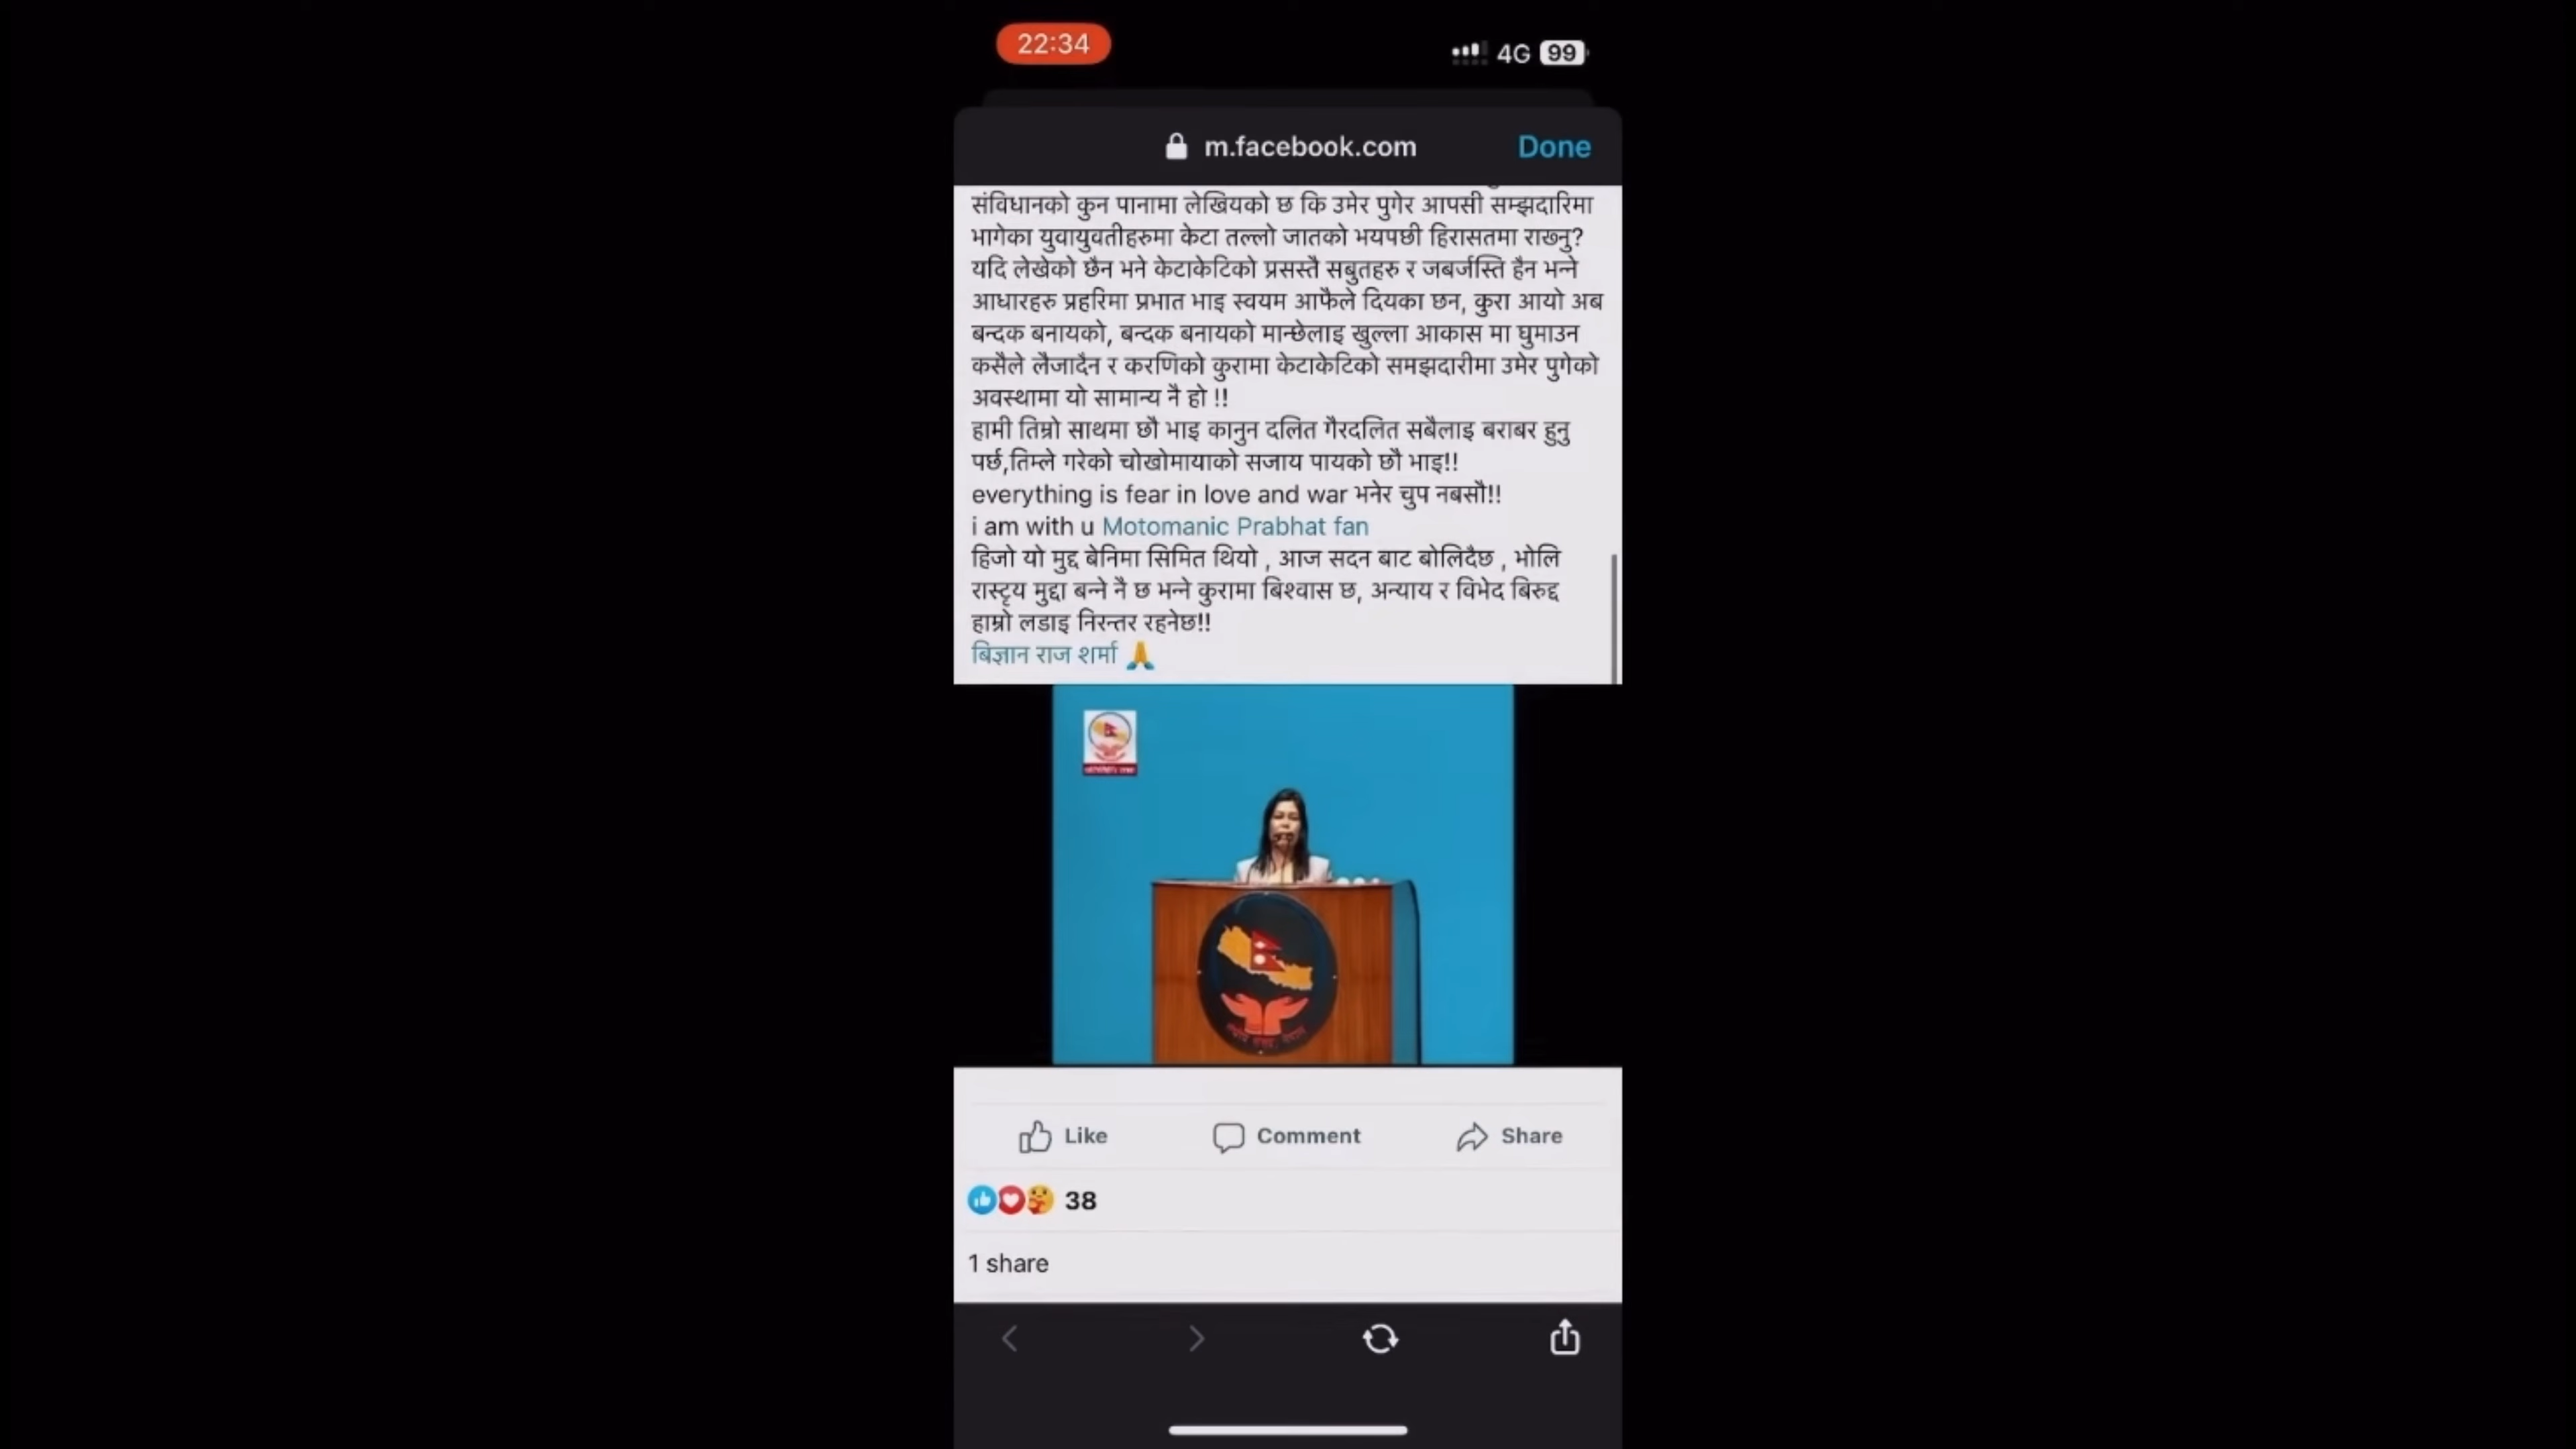 22:34
4G 99
m.facebook.com Done
संविधानको कुन पानामा लेखियको छ कि उमेर पुगेर आपसी सम्झदारिमा
भागेका युवायुवतीहरुमा केटा तल्लो जातको भयपछी हिरासतमा राख्नु?
यदि लेखेको छैन भने केटाकेटिको प्रसस्तै सबुतहरु र जबर्जस्ति हैन भन्ने
आधारहरु प्रहरिमा प्रभात भाइ स्वयम आफैले दियका छन, कुरा आयो अब
बन्दक बनायको, बन्दक बनायको मान्छेलाइ खुल्ला आकास मा घुमाउन
कसैले लैजादैन र करणिको कुरामा केटाकेटिको समझदारीमा उमेर पुगेको
अवस्थामा यो सामान्य नै हो !!
हामी तिम्रो साथमा छौ भाइ कानुन दलित गैरदलित सबैलाइ बराबर हुनु
पर्छ,तिम्ले गरेको चोखोमायाको सजाय पायको छौ भाइ!!
everything is fear in love and war भनेर चुप नबसौ!!
i am with u Motomanic Prabhat fan
हिजो यो मुद्द बेनिमा सिमित थियो , आज सदन बाट बोलिदैछ , भोलि
रास्ट्रय मुद्दा बन्ने नै छ भन्ने कुरामा बिश्वास छ, अन्याय र विभेद बिरुद्द
हाम्रो लडाइ निरन्तर रहनेछ!!
बिज्ञान राज शर्मा
Like Comment Share
38
1 share